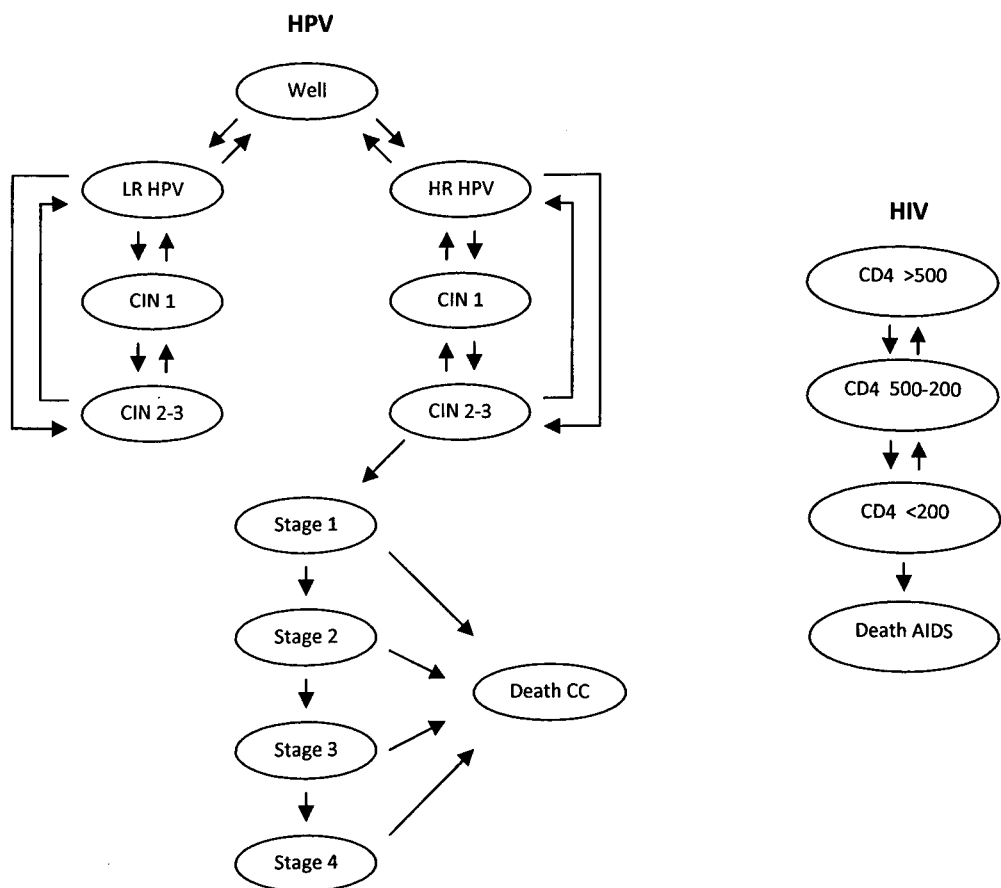 HPV
Well
LR HPV
HR HPV
CIN 1
CIN 1
CIN 2-3
CIN 2-3
Stage 1
Stage 2
Stage 3
Stage 4
Death CC
HIV
CD4 >500
CD4 500-200
CD4 <200
Death AIDS